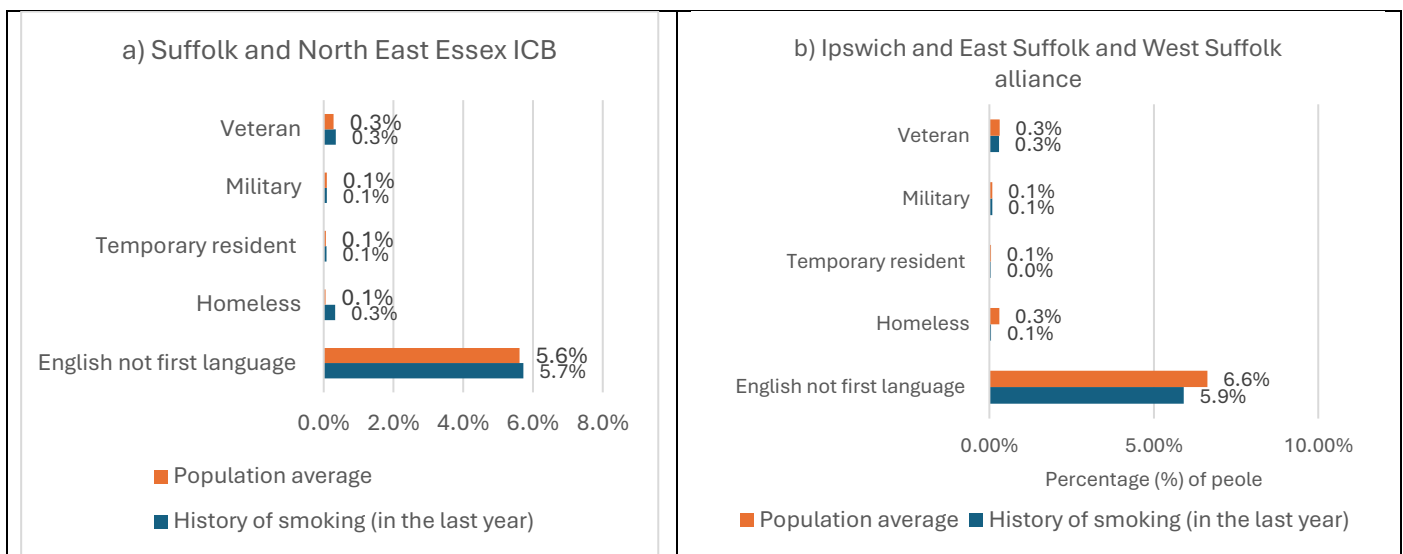 a) Suffolk and North East Essex ICB
Veteran
0.3%
0.3%
Military
0.1%
0.1%
Temporary resident
0.1%
0.1%
Homeless
0.1%
0.3%
English not first language
5.6%
5.7%
0.0% 2.0% 4.0% 6.0% 8.0%
Population average
History of smoking (in the last year)
b) Ipswich and East Suffolk and West Suffolk
alliance
Veteran
0.3%
0.3%
Military
0.1%
0.1%
Temporary resident
0.1%
0.0%
Homeless
0.3%
0.1%
English not first language
6.6%
5.9%
0.00% 5.00% 10.00%
Percentage (%) of peole
Population average History of smoking (in the last year)